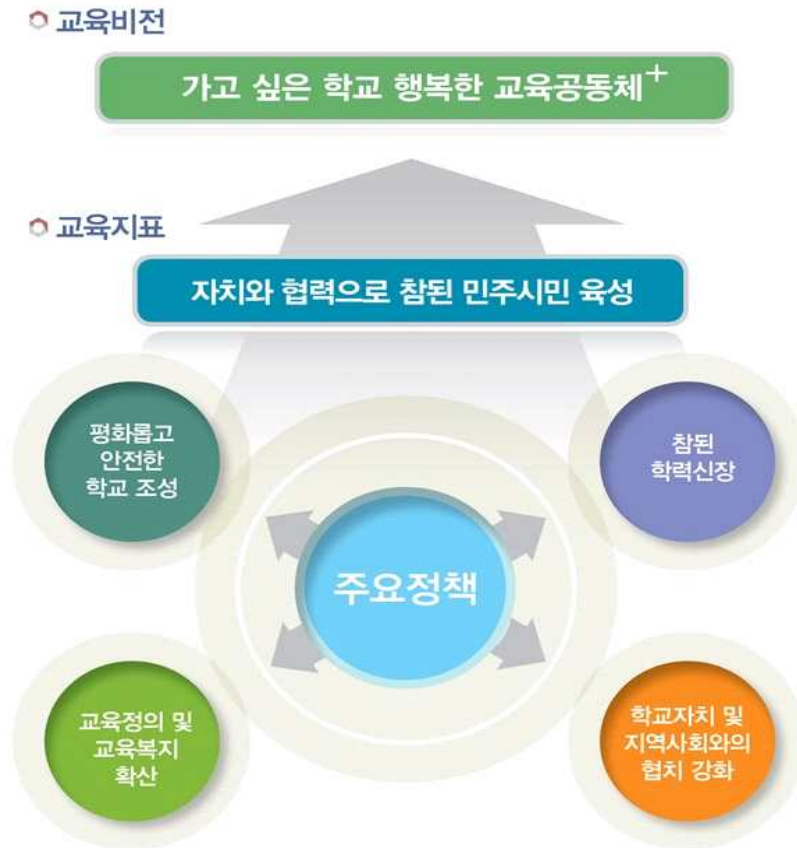 교육비전
가고 싶은 학교 행복한 교육공동체+
교육지표
자치와 협력으로 참된 민주시민 육성
평화롭고
안전한
학교 조성
참된
학력신장
주요정책
교육정의 및
교육복지
확산
학교자치 및
지역사회와의
협치 강화